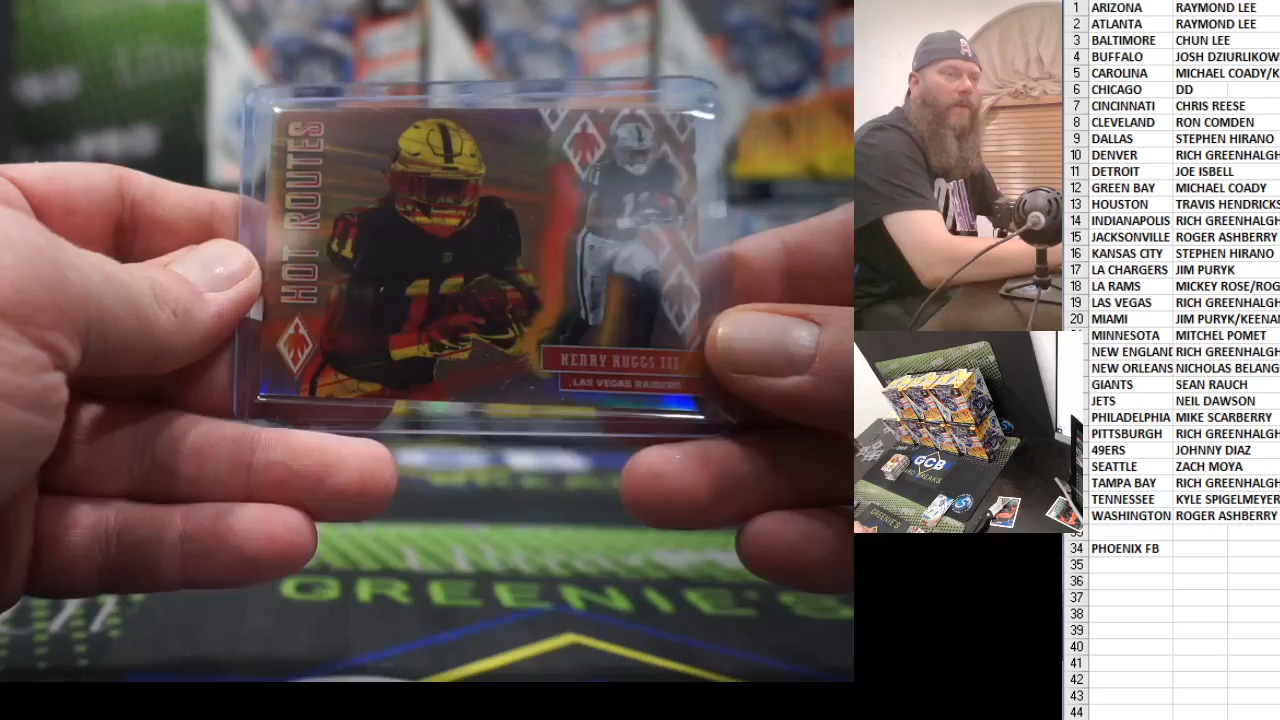 HOT ROUTES
11
HENRY RUGGS III
LAS VEGAS RAIDERS
GREENIE'S
GCB
CARD BREAKS
GREENIE'S
1 ARIZONA RAYMOND LEE
2 ATLANTA RAYMOND LEE
3 BALTIMORE CHUN LEE
4 BUFFALO JOSH DZIURLIKOW
5 CAROLINA MICHAEL COADY/K
6 CHICAGO DD
7 CINCINNATI CHRIS REESE
8 CLEVELAND RON COMDEN
9 DALLAS STEPHEN HIRANO
10 DENVER RICH GREENHALGH
11 DETROIT JOE ISBELL
12 GREEN BAY MICHAEL COADY
13 HOUSTON TRAVIS HENDRICKS
14 INDIANAPOLIS RICH GREENHALGH
15 JACKSONVILLE ROGER ASHBERRY
16 KANSAS CITY STEPHEN HIRANO
17 LA CHARGERS JIM PURYK
18 LA RAMS MICKEY ROSE/ROG
19 LAS VEGAS RICH GREENHALGH
20 MIAMI JIM PURYK/KEENAN
MINNESOTA MITCHEL POMET
NEW ENGLAND RICH GREENHALGH
NEW ORLEANS NICHOLAS BELANG
GIANTS SEAN RAUCH
JETS NEIL DAWSON
PHILADELPHIA MIKE SCARBERRY
PITTSBURGH RICH GREENHALGH
49ERS JOHNNY DIAZ
SEATTLE ZACH MOYA
TAMPA BAY RICH GREENHALGH
TENNESSEE KYLE SPIGELMEYER
WASHINGTON ROGER ASHBERRY
34 PHOENIX FB
35
36
37
38
39
40
41
42
43
44